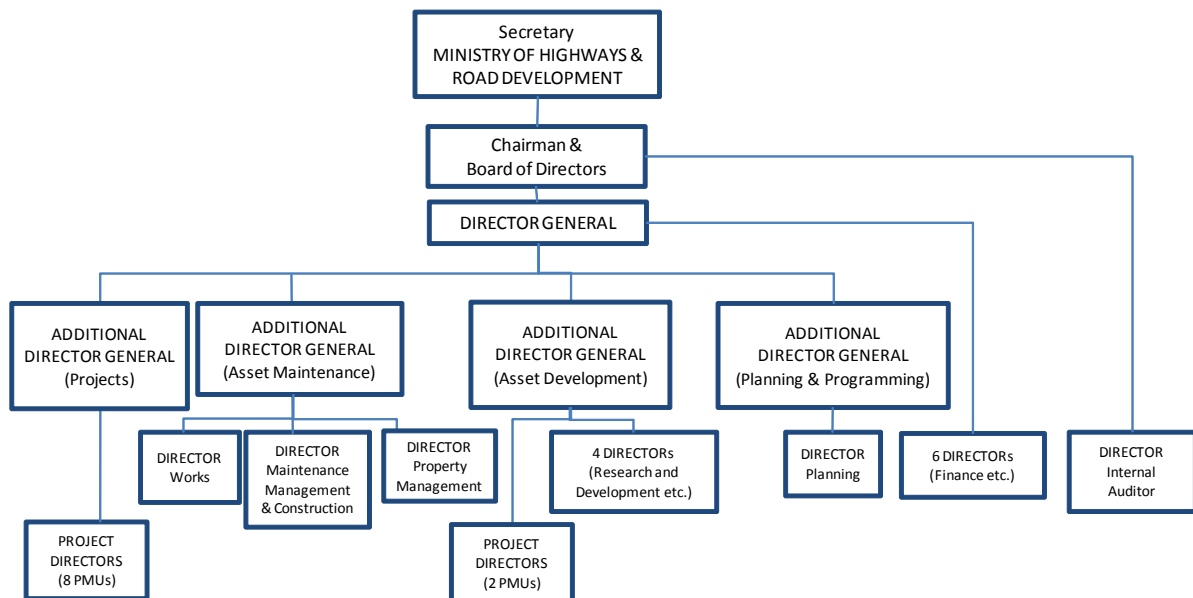 Secretary
MINISTRY OF HIGHWAYS &
ROAD DEVELOPMENT
Chairman &
Board of Directors
DIRECTOR GENERAL
ADDITIONAL
DIRECTOR GENERAL
(Projects)
ADDITIONAL
DIRECTOR GENERAL
(Asset Maintenance)
ADDITIONAL
DIRECTOR GENERAL
(Asset Development)
ADDITIONAL
DIRECTOR GENERAL
(Planning & Programming)
DIRECTOR
Works
DIRECTOR
Maintenance
Management
& Construction
DIRECTOR
Property
Management
4 DIRECTORs
(Research and
Development etc.)
DIRECTOR
Planning
6 DIRECTORs
(Finance etc.)
DIRECTOR
Internal
Auditor
PROJECT
DIRECTORS
(8 PMUs)
PROJECT
DIRECTORS
(2 PMUs)